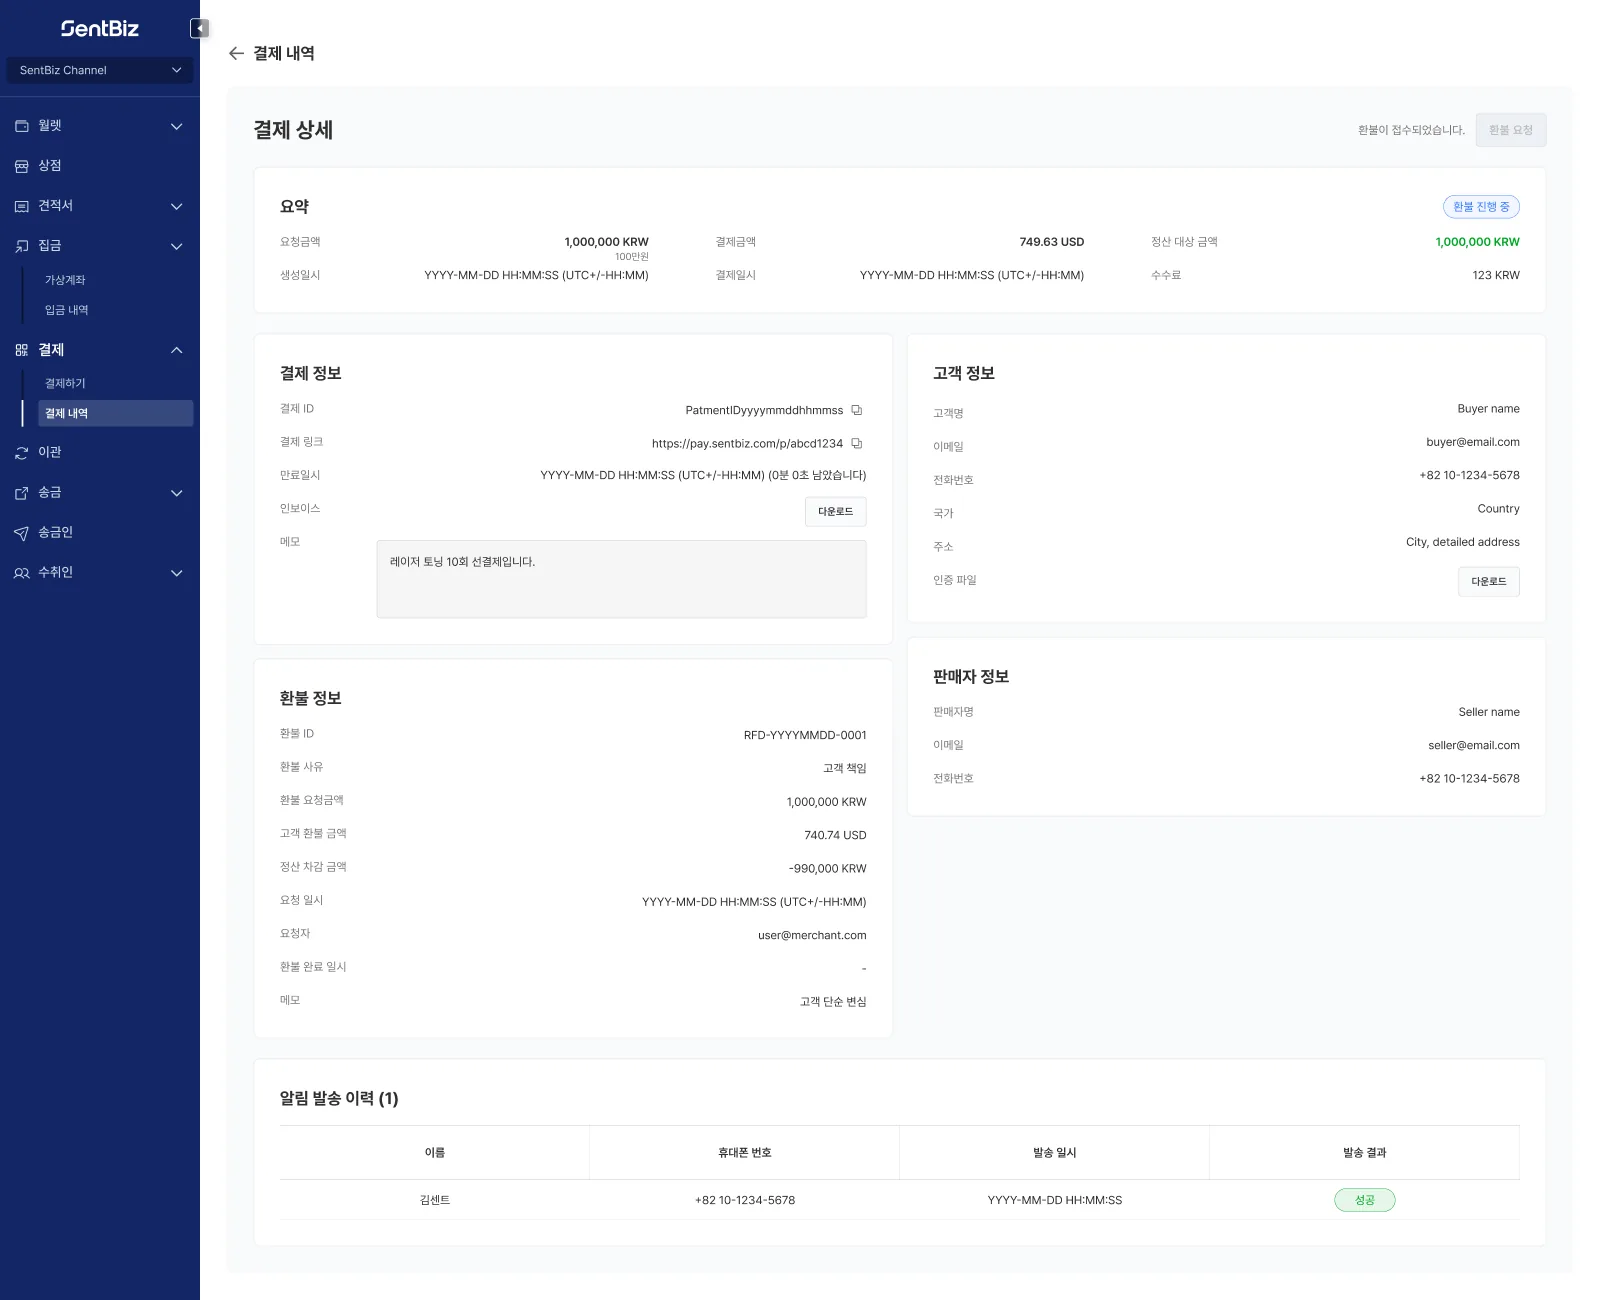 SentBiz
SentBiz Channel
월렛
상점
견적서
집금
가상계좌
입금 내역
결제
결제하기
결제 내역
이관
송금
송금인
수취인
결제 내역
결제 상세
환불이 접수되었습니다.
환불 요청
요약
환불 진행 중
요청금액 1,000,000 KRW
100만원
결제금액 749.63 USD
정산 대상 금액 1,000,000 KRW
생성일시 YYYY-MM-DD HH:MM:SS (UTC+/-HH:MM)
결제일시 YYYY-MM-DD HH:MM:SS (UTC+/-HH:MM)
수수료 123 KRW
결제 정보
결제 ID PatmentIDyyyymmddhhmmss
결제 링크 https://pay.sentbiz.com/p/abcd1234
만료일시 YYYY-MM-DD HH:MM:SS (UTC+/-HH:MM) (0분 0초 남았습니다)
인보이스 다운로드
메모 레이저 토닝 10회 선결제입니다.
고객 정보
고객명 Buyer name
이메일 buyer@email.com
전화번호 +82 10-1234-5678
국가 Country
주소 City, detailed address
인증 파일 다운로드
환불 정보
환불 ID RFD-YYYYMMDD-0001
환불 사유 고객 책임
환불 요청금액 1,000,000 KRW
고객 환불 금액 740.74 USD
정산 차감 금액 -990,000 KRW
요청 일시 YYYY-MM-DD HH:MM:SS (UTC+/-HH:MM)
요청자 user@merchant.com
환불 완료 일시 -
메모 고객 단순 변심
판매자 정보
판매자명 Seller name
이메일 seller@email.com
전화번호 +82 10-1234-5678
알림 발송 이력 (1)
이름 휴대폰 번호 발송 일시 발송 결과
김센트 +82 10-1234-5678 YYYY-MM-DD HH:MM:SS 성공